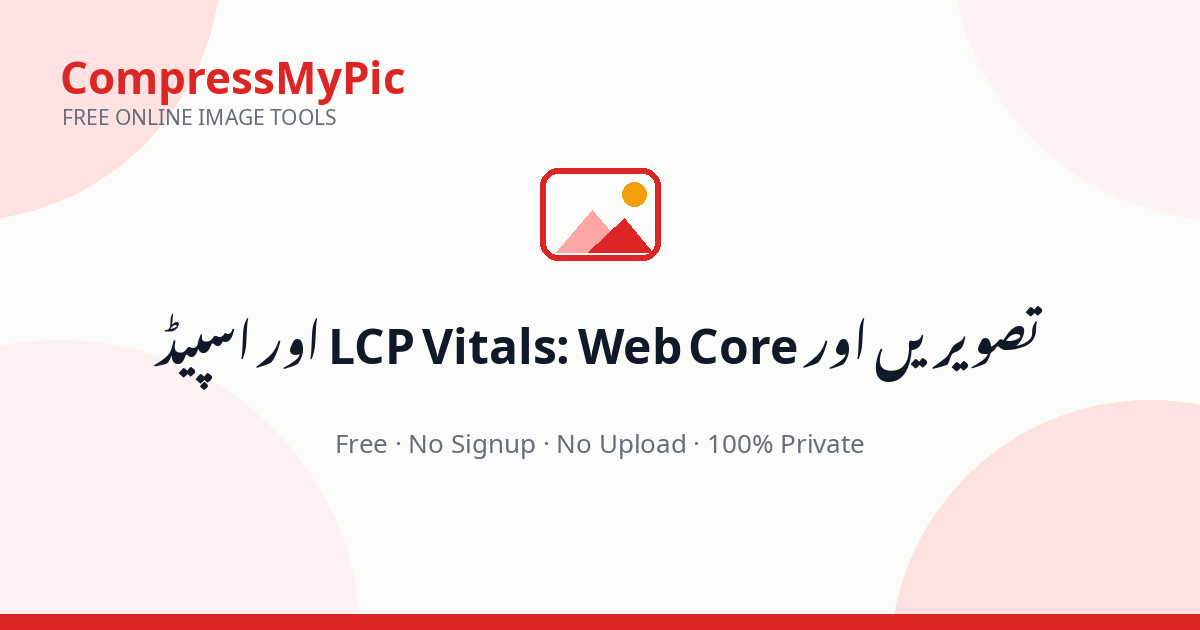 CompressMyPic
FREE ONLINE IMAGE TOOLS
تصویریں اور Core Web Vitals: LCP اور اسپیڈ
Free · No Signup · No Upload · 100% Private